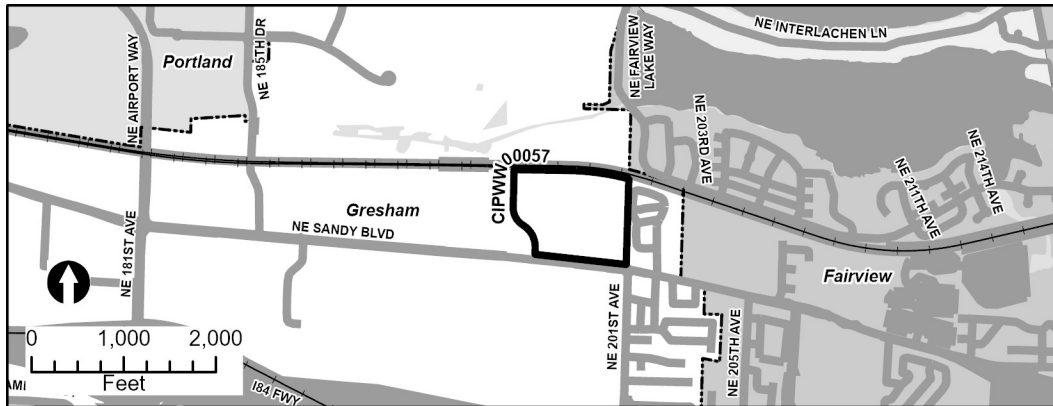 NE INTERLACHEN LN
NE FAIRVIEW
LAKE WAY
Portland
NE 185TH DR
NE AIRPORT WAY
NE 203RD AVE
NE 214TH AVE
NE 211TH AVE
CIPWW00057
Gresham
NE SANDY BLVD
NE 181ST AVE
Fairview
NE 201ST AVE
NE 205TH AVE
0 1,000 2,000
Feet
I84 FWY